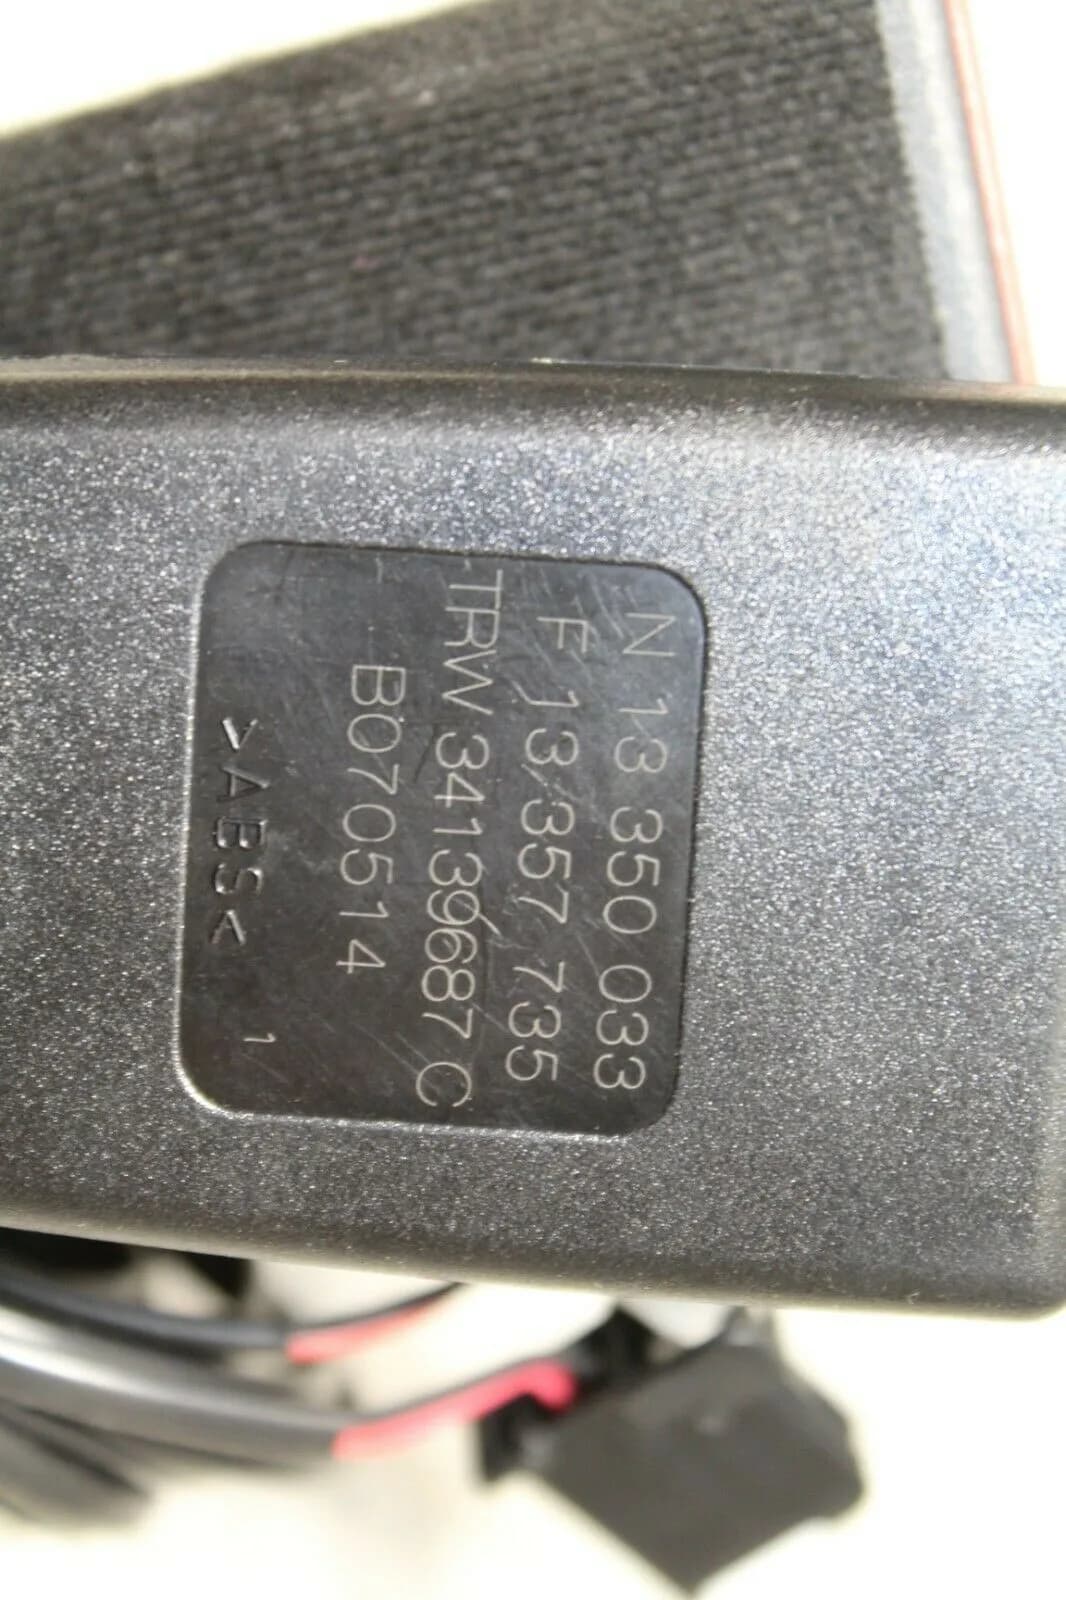 N 13 350 033
F 13 357 735
TRW 34139687 C
B070514
>ABS<
1